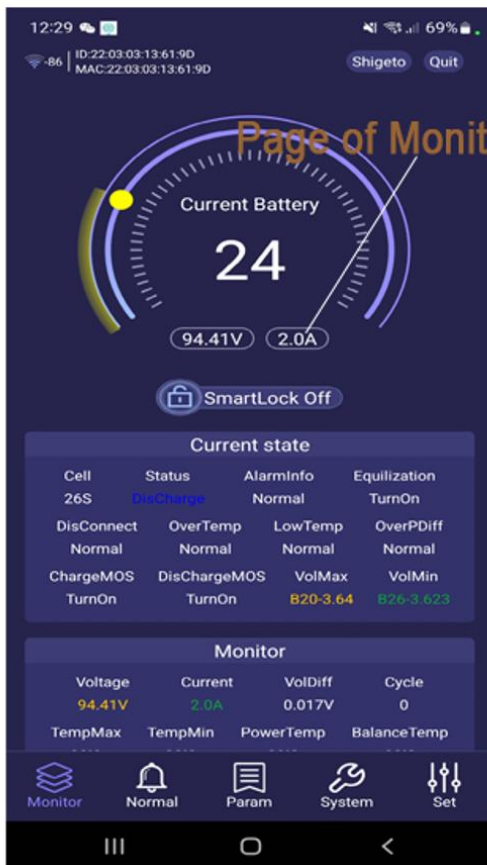 12:29
69%
-86
ID:22:03:03:13:61:9D
MAC:22:03:03:13:61:9D
Shigeto Quit
Page of Monit
Current Battery
24
94.41V 2.0A
SmartLock Off
Current state
Cell Status AlarmInfo Equilization
26S DisCharge Normal TurnOn
DisConnect OverTemp LowTemp OverPDiff
Normal Normal Normal Normal
ChargeMOS DisChargeMOS VolMax VolMin
TurnOn TurnOn B20-3.64 B26-3.623
Monitor
Voltage Current VolDiff Cycle
94.41V 2.0A 0.017V 0
TempMax TempMin PowerTemp BalanceTemp
Monitor Normal Param System Set